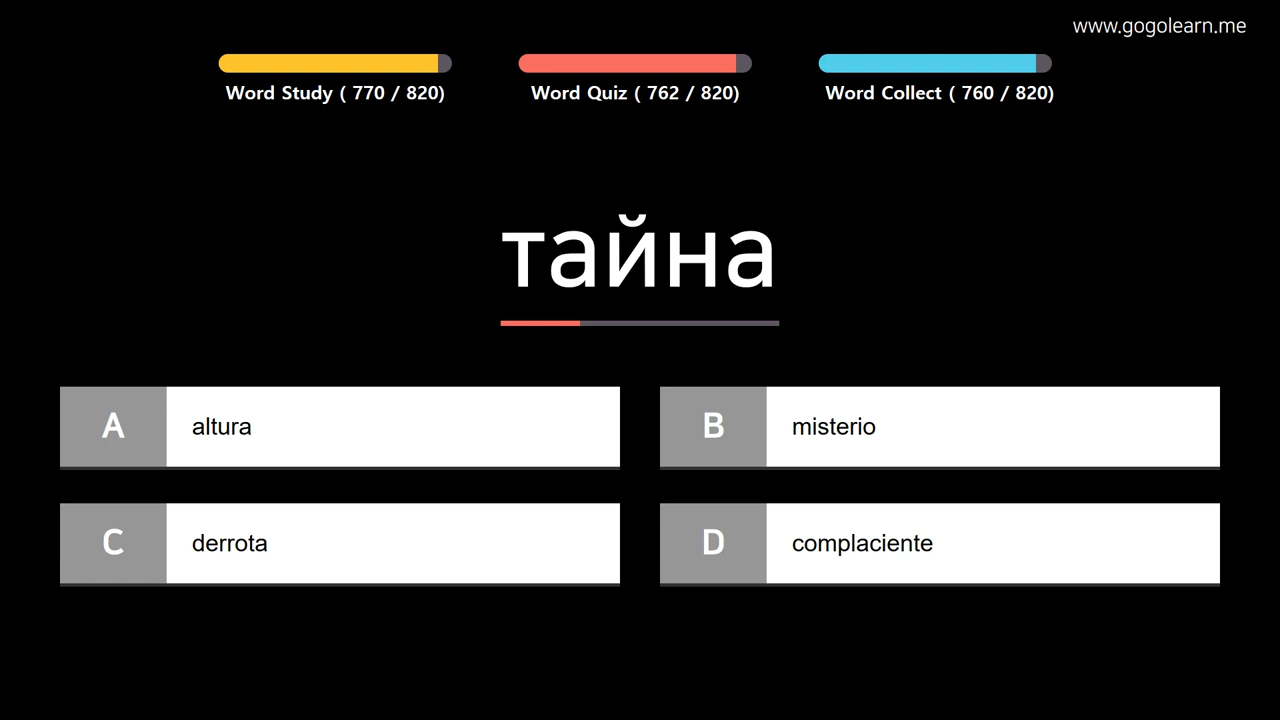 www.gogolearn.me
Word Study ( 770 / 820)
Word Quiz ( 762 / 820)
Word Collect ( 760 / 820)
тайна
A altura
B misterio
C derrota
D complaciente